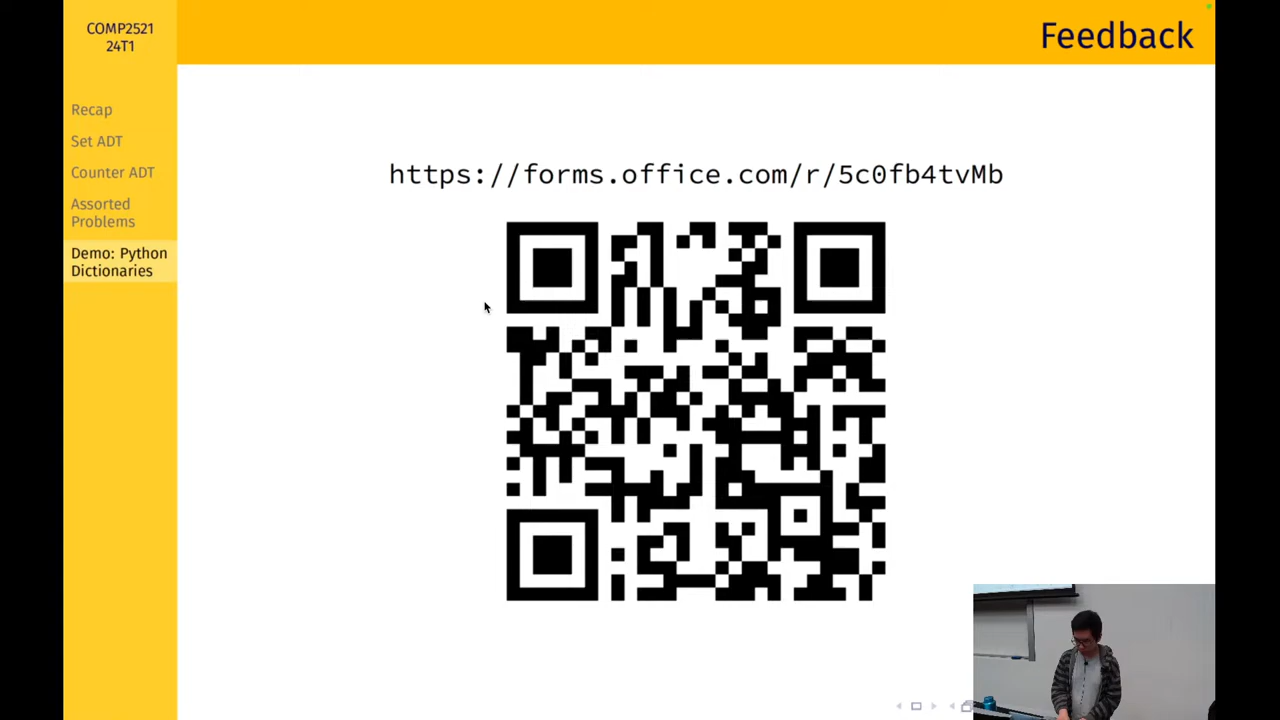 COMP2521
24T1
Feedback
Recap
Set ADT
Counter ADT
Assorted
Problems
Demo: Python
Dictionaries
https://forms.office.com/r/5c0fb4tvMb